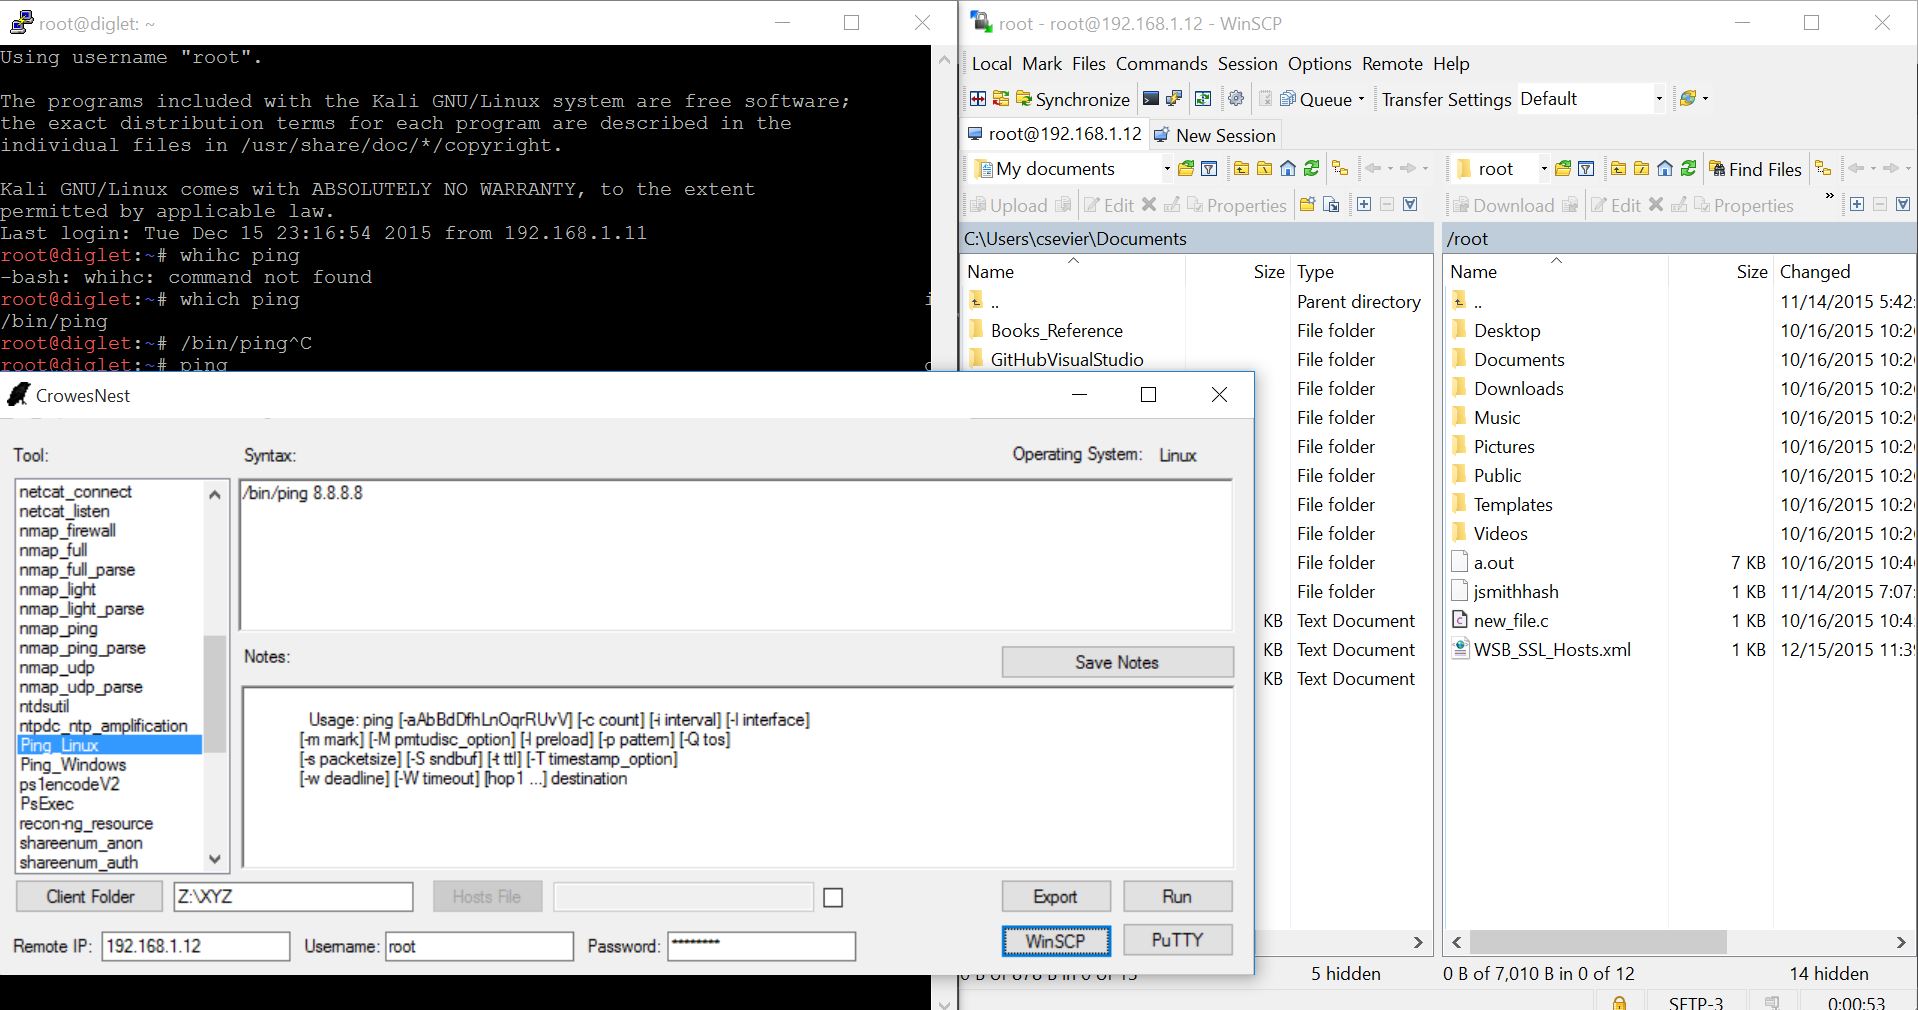 root@diglet: ~
Using username "root".
The programs included with the Kali GNU/Linux system are free software;
the exact distribution terms for each program are described in the
individual files in /usr/share/doc/*/copyright.
Kali GNU/Linux comes with ABSOLUTELY NO WARRANTY, to the extent
permitted by applicable law.
Last login: Tue Dec 15 23:16:54 2015 from 192.168.1.11
root@diglet:~# whihc ping
-bash: whihc: command not found
root@diglet:~# which ping
/bin/ping
root@diglet:~# /bin/ping^C
root@diglet:~# ping
root - root@192.168.1.12 - WinSCP
Local Mark Files Commands Session Options Remote Help
Synchronize Queue Transfer Settings Default
root@192.168.1.12 New Session
My documents
Upload Edit Properties
C:\Users\csevier\Documents
Name Size Type
.. Parent directory
Books_Reference File folder
GitHubVisualStudio File folder
File folder
File folder
File folder
File folder
File folder
File folder
File folder
File folder
KB Text Document
KB Text Document
KB Text Document
5 hidden
root Find Files
Download Edit Properties »
/root
Name Size Changed
.. 11/14/2015 5:42:
Desktop 10/16/2015 10:2
Documents 10/16/2015 10:2
Downloads 10/16/2015 10:2
Music 10/16/2015 10:2
Pictures 10/16/2015 10:2
Public 10/16/2015 10:2
Templates 10/16/2015 10:2
Videos 10/16/2015 10:2
a.out 7 KB 10/16/2015 10:4
jsmithhash 1 KB 11/14/2015 7:07:
new_file.c 1 KB 10/16/2015 10:4
WSB_SSL_Hosts.xml 1 KB 12/15/2015 11:3
0 B of 7,010 B in 0 of 12 14 hidden
SFTP-3 0:00:53
CrowesNest
Tool:
netcat_connect
netcat_listen
nmap_firewall
nmap_full
nmap_full_parse
nmap_light
nmap_light_parse
nmap_ping
nmap_ping_parse
nmap_udp
nmap_udp_parse
ntdsutil
ntpdc_ntp_amplification
Ping_Linux
Ping_Windows
ps1encodeV2
PsExec
recon-ng_resource
shareenum_anon
shareenum_auth
Syntax: Operating System: Linux
/bin/ping 8.8.8.8
Notes: Save Notes
Usage: ping [-aAbBdDfhLnOqrRUvV] [-c count] [-i interval] [-I interface]
[-m mark] [-M pmtudisc_option] [-l preload] [-p pattern] [-Q tos]
[-s packetsize] [-S sndbuf] [-t ttl] [-T timestamp_option]
[-w deadline] [-W timeout] [hop1 ...] destination
Client Folder Z:\XYZ Hosts File Export Run
Remote IP: 192.168.1.12 Username: root Password: ******** WinSCP PuTTY